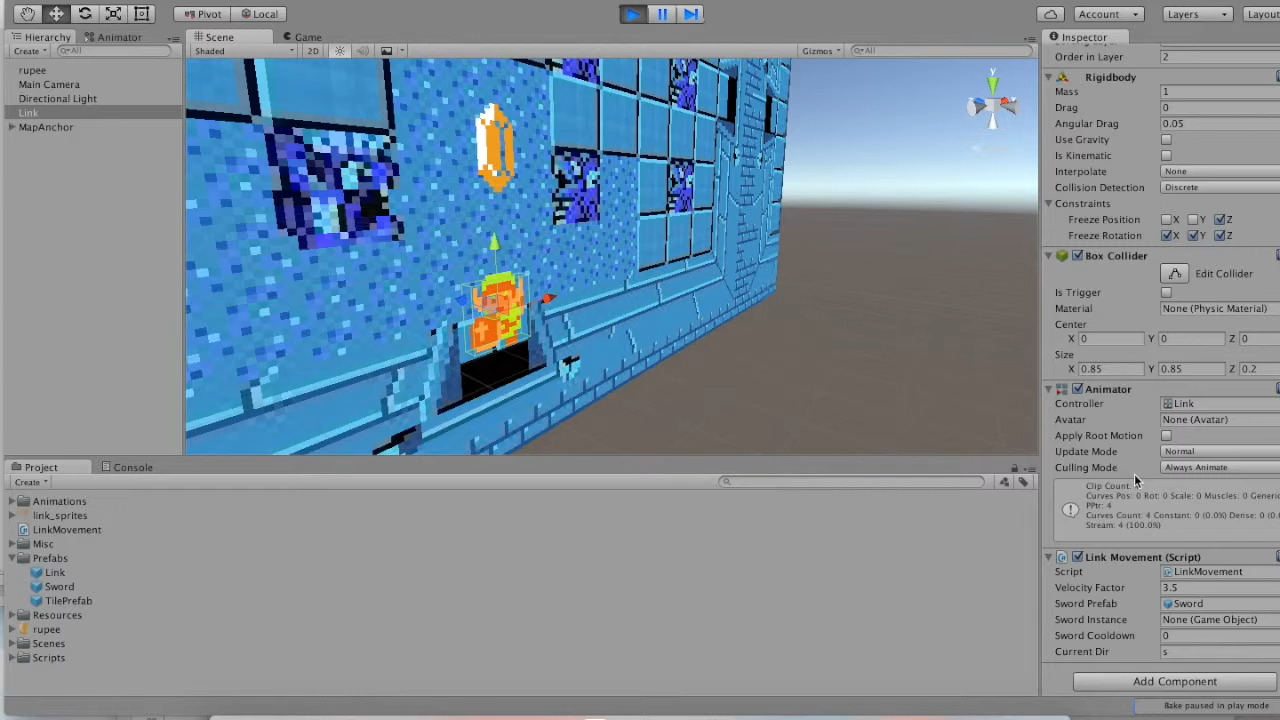 Pivot Local Account Layers Layou
Hierarchy Animator
Create All
rupee
Main Camera
Directional Light
Link
MapAnchor
Scene Game
Shaded 2D Gizmos All
y
Inspector
Order in Layer 2
Rigidbody
Mass 1
Drag 0
Angular Drag 0.05
Use Gravity
Is Kinematic
Interpolate None
Collision Detection Discrete
Constraints
Freeze Position X Y Z
Freeze Rotation X Y Z
Box Collider
Edit Collider
Is Trigger
Material None (Physic Material)
Center
X 0 Y 0 Z 0
Size
X 0.85 Y 0.85 Z 0.2
Animator
Controller Link
Avatar None (Avatar)
Apply Root Motion
Update Mode Normal
Culling Mode Always Animate
Clip Count:
Curves Pos: 0 Rot: 0 Scale: 0 Muscles: 0 Generic
PPtr: 4
Curves Count: 4 Constant: 0 (0.0%) Dense: 0 (0.
Stream: 4 (100.0%)
Link Movement (Script)
Script LinkMovement
Velocity Factor 3.5
Sword Prefab Sword
Sword Instance None (Game Object)
Sword Cooldown 0
Current Dir s
Add Component
Bake paused in play mode
Project Console
Create
Animations
link_sprites
LinkMovement
Misc
Prefabs
Link
Sword
TilePrefab
Resources
rupee
Scenes
Scripts